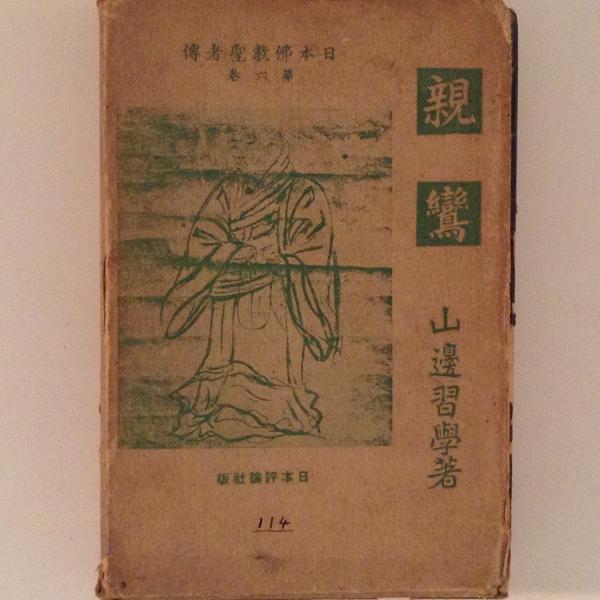 日本佛教聖者傳
第六卷
親鸞
山邊習學著
日本評論社版
114